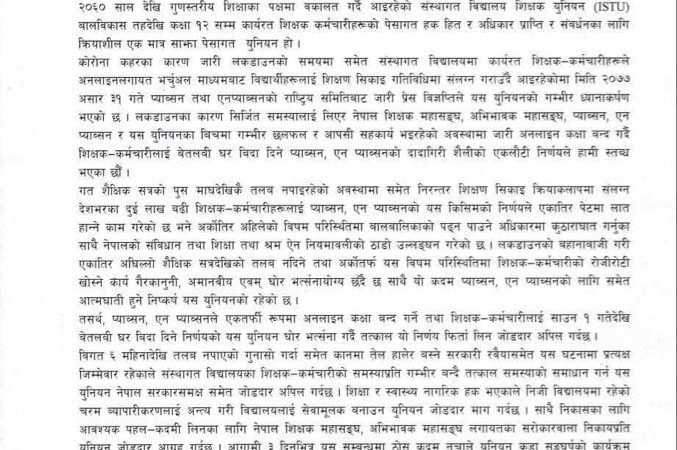 २०६० साल देखि गुणस्तरीय शिक्षाका पक्षमा वकालत गर्दै आइरहेको संस्थागत विद्यालय शिक्षक युनियन (ISTU)
बालविकास तहदेखि कक्षा १२ सम्म कार्यरत शिक्षक कर्मचारीहरूको पेसागत हक हित र अधिकार प्राप्ति र संवर्धनका लागि
क्रियाशील एक मात्र साझा पेसागत युनियन हो ।
कोरोना कहरका कारण जारी लकडाउनको समयमा समेत संस्थागत विद्यालयमा कार्यरत शिक्षक–कर्मचारीहरूले
अनलाइनलगायत भर्चुअल माध्यमबाट विद्यार्थीहरूलाई शिक्षण सिकाइ गतिविधिमा संलग्न गराउँदै आइरहेकोमा मिति २०७७
असार ३१ गते प्याब्सन तथा एनप्याब्सनको राष्ट्रिय समितिबाट जारी प्रेस विज्ञप्तिले यस युनियनको गम्भीर ध्यानाकर्षण
भएको छ । लकडाउनका कारण सिर्जित समस्यालाई लिएर नेपाल शिक्षक महासङ्घ, अभिभावक महासङ्घ, प्याब्सन, एन
प्याब्सन र यस युनियनका बिचमा गम्भीर छलफल र आपसी सहकार्य भइरहेको अवस्थामा जारी अनलाइन कक्षा बन्द गर्दै
शिक्षक–कर्मचारीलाई बेतलवी घर विदा दिने प्याब्सन, एन प्याब्सनको दादागिरी शैलीको एकलौटी निर्णयले हामी स्तब्ध
भएका छौँ ।
गत शैक्षिक सत्रको पुस माघदेखिकै तलव नपाइरहेको अवस्थामा समेत निरन्तर शिक्षण सिकाइ क्रियाकलापमा संलग्न
देशभरका दुई लाख बढी शिक्षक–कर्मचारीहरूलाई प्याब्सन, एन प्याब्सनको यस किसिमको निर्णयले एकातिर पेटमा लात
हान्ने काम गरेको छ भने अर्कोतिर अहिलेको विषम परिस्थितिमा बालबालिकाको पढ्न पाउने अधिकारमा कुठाराघात गर्नुका
साथै नेपालको संविधान तथा शिक्षा तथा श्रम ऐन नियमावलीको ठाडो उल्लङ्घन गरेको छ । लकडाउनको बहानाबाजी गरी
एकातिर अघिल्लो शैक्षिक सत्रदेखिको तलव नदिने तथा अर्कोतर्फ यस विषम परिस्थितिमा शिक्षक–कर्मचारीको रोजीरोटी
खोस्ने कार्य गैरकानुनी, अमानवीय एवम् घोर भर्त्सनायोग्य छँदै छ साथै यो कदम प्याब्सन, एन प्याब्सनको लागि समेत
आत्मघाती हुने निष्कर्ष यस युनियनको रहेको छ ।
तसर्थ, प्याब्सन, एन प्याब्सनले एकतर्फी रूपमा अनलाइन कक्षा बन्द गर्ने तथा शिक्षक–कर्मचारीलाई साउन १ गतेदेखि
बेतलवी घर विदा दिने निर्णयको यस युनियन घोर भर्त्सना गर्दै तत्काल यो निर्णय फिर्ता लिन जोडदार अपिल गर्दछ ।
विगत ६ महिनादेखि तलव नपाएको गुनासो गर्दा समेत कानमा तेल हालेर बस्ने सरकारी रवैयासमेत यस घटनामा प्रत्यक्ष
जिम्मेवार रहेकाले संस्थागत विद्यालयका शिक्षक–कर्मचारीको समस्याप्रति गम्भीर बन्दै तत्काल समस्याको समाधान गर्न यस
युनियन नेपाल सरकारसमक्ष समेत जोडदार अपिल गर्दछ । शिक्षा र स्वास्थ्य नागरिक हक भएकाले निजी विद्यालयमा रहेको
चरम व्यापारीकरणलाई अन्त्य गरी विद्यालयलाई सेवामूलक बनाउन युनियन जोडदार माग गर्दछ । साथै निकासका लागि
आवश्यक पहल–कदमी लिनका लागि नेपाल शिक्षक महासङ्घ, अभिभावक महासङ्घ लगायतका सरोकारवाला निकायप्रति
युनियन जोडदार आग्रह गर्दछ । आगामी ३ दिनभित्र यस सम्बन्धमा ठोस कदम नचाले युनियन कडा सङ्घर्षको कार्यक्रम